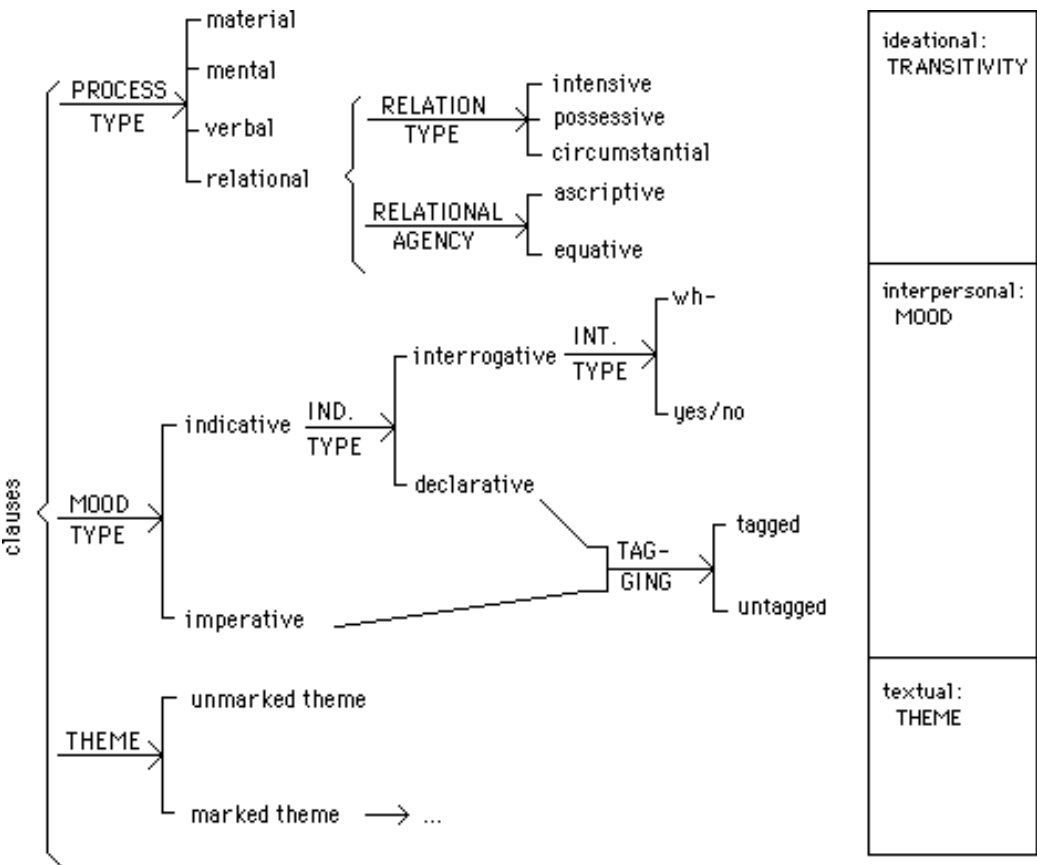 material
mental
PROCESS
TYPE
verbal
relational
RELATION
TYPE
intensive
possessive
circumstantial
RELATIONAL
AGENCY
ascriptive
equative
ideational:
TRANSITIVITY
interpersonal:
MOOD
clauses
MOOD
TYPE
indicative
IND.
TYPE
interrogative
INT.
TYPE
wh-
yes/no
declarative
imperative
TAG-
GING
tagged
untagged
THEME
unmarked theme
marked theme
...
textual:
THEME